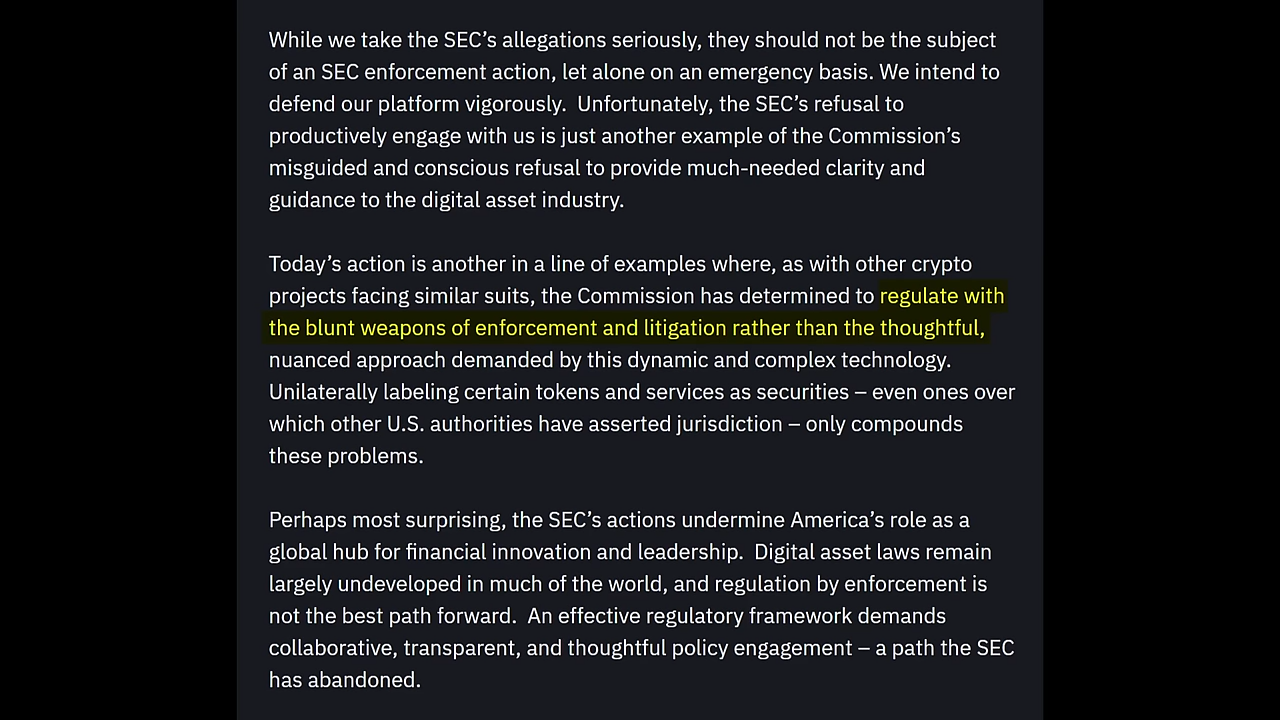 While we take the SEC’s allegations seriously, they should not be the subject
of an SEC enforcement action, let alone on an emergency basis. We intend to
defend our platform vigorously.  Unfortunately, the SEC’s refusal to
productively engage with us is just another example of the Commission’s
misguided and conscious refusal to provide much-needed clarity and
guidance to the digital asset industry.
Today’s action is another in a line of examples where, as with other crypto
projects facing similar suits, the Commission has determined to regulate with
the blunt weapons of enforcement and litigation rather than the thoughtful,
nuanced approach demanded by this dynamic and complex technology.
Unilaterally labeling certain tokens and services as securities – even ones over
which other U.S. authorities have asserted jurisdiction – only compounds
these problems.
Perhaps most surprising, the SEC’s actions undermine America’s role as a
global hub for financial innovation and leadership.  Digital asset laws remain
largely undeveloped in much of the world, and regulation by enforcement is
not the best path forward.  An effective regulatory framework demands
collaborative, transparent, and thoughtful policy engagement – a path the SEC
has abandoned.